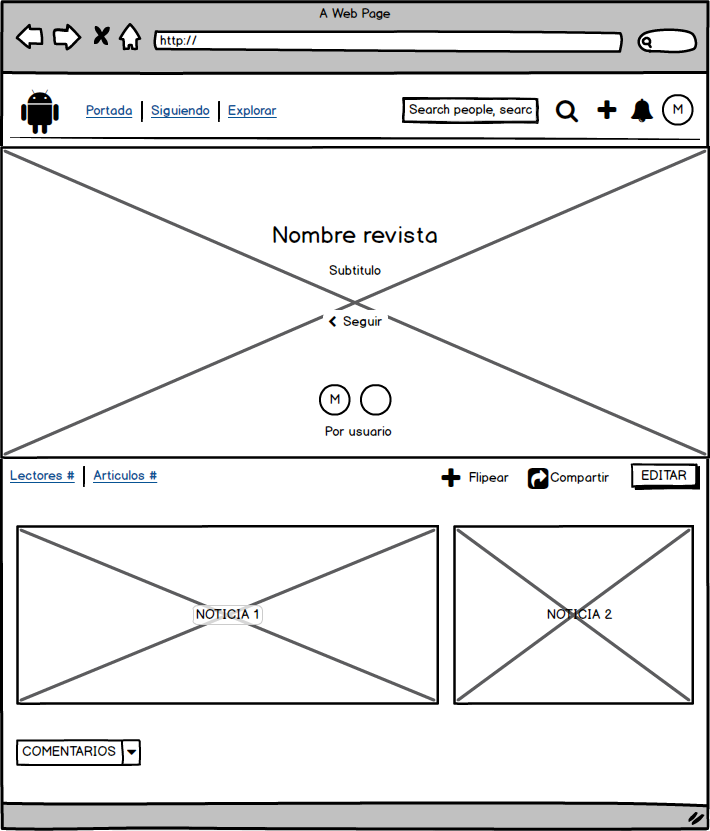 A Web Page
http://
Portada Siguiendo Explorar Search people, searc M
Nombre revista
Subtitulo
Seguir
M
Por usuario
Lectores # Articulos # Flipear Compartir EDITAR
NOTICIA 1 NOTICIA 2
COMENTARIOS